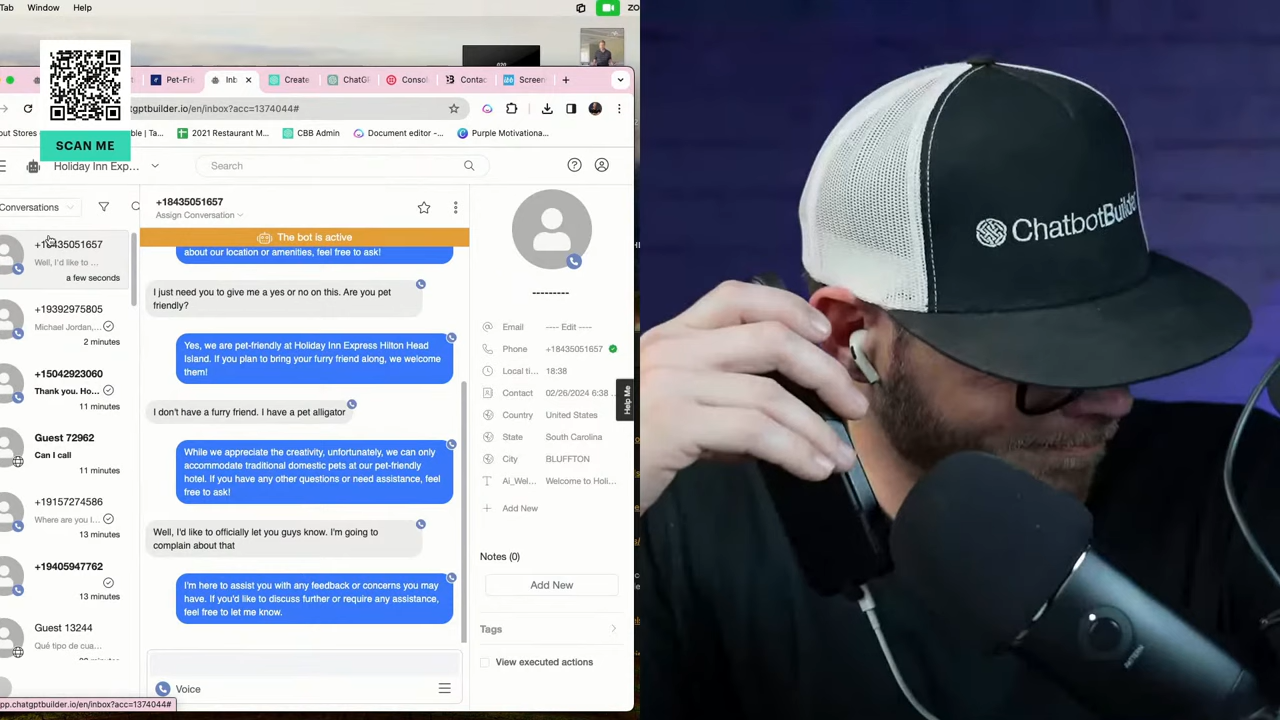 Tab Window Help
SCAN ME
Pet-Fri
Inb
Create
ChatG
Conso
Contac
Screen
tgptbuilder.io/en/inbox?acc=1374044#
out Stores
ble | Ta...
2021 Restaurant M...
CBB Admin
Document editor -...
Purple Motivationa...
Holiday Inn Exp...
Search
Conversations
+18435051657
Well, I'd like to ...
a few seconds
+19392975805
Michael Jordan,...
2 minutes
+15042923060
Thank you. Ho...
11 minutes
Guest 72962
Can I call
11 minutes
+19157274586
Where are you l...
13 minutes
+19405947762
13 minutes
Guest 13244
Qué tipo de cua...
+18435051657
Assign Conversation
The bot is active
about our location or amenities, feel free to ask!
I just need you to give me a yes or no on this. Are you pet
friendly?
Yes, we are pet-friendly at Holiday Inn Express Hilton Head
Island. If you plan to bring your furry friend along, we welcome
them!
I don't have a furry friend. I have a pet alligator
While we appreciate the creativity, unfortunately, we can only
accommodate traditional domestic pets at our pet-friendly
hotel. If you have any other questions or need assistance, feel
free to ask!
Well, I'd like to officially let you guys know. I'm going to
complain about that
I'm here to assist you with any feedback or concerns you may
have. If you'd like to discuss further or require any assistance,
feel free to let me know.
Voice
---------
Email ---- Edit ----
Phone +18435051657
Local ti... 18:38
Contact 02/26/2024 6:38 ..
Country United States
State South Carolina
City BLUFFTON
Ai_Wel... Welcome to Holi...
Add New
Notes (0)
Add New
Tags
View executed actions
Help Me
pp.chatgptbuilder.io/en/inbox?acc=1374044#
ChatbotBuilder